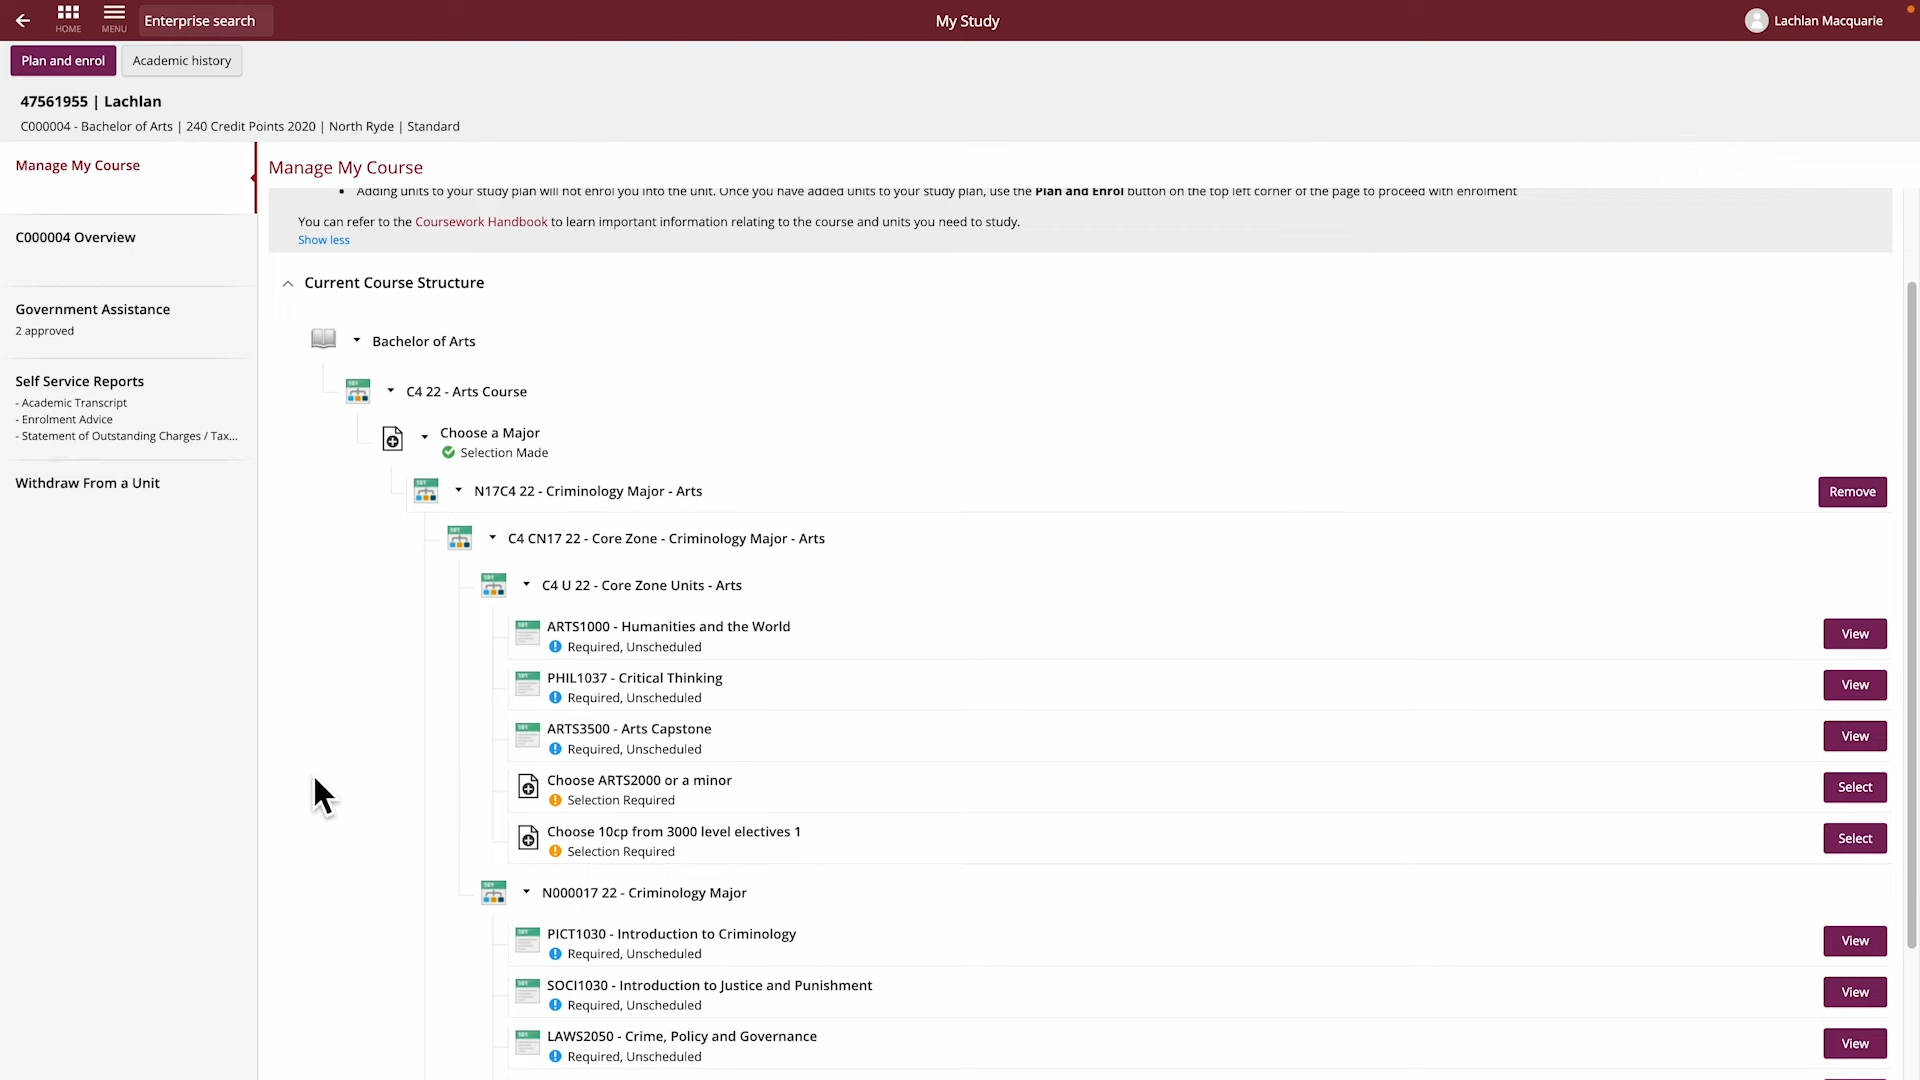 HOME
MENU
Enterprise search
My Study
Lachlan Macquarie
Plan and enrol
Academic history
47561955 | Lachlan
C000004 - Bachelor of Arts | 240 Credit Points 2020 | North Ryde | Standard
Manage My Course
C000004 Overview
Government Assistance
2 approved
Self Service Reports
- Academic Transcript
- Enrolment Advice
- Statement of Outstanding Charges / Tax...
Withdraw From a Unit
Manage My Course
• Adding units to your study plan will not enrol you into the unit. Once you have added units to your study plan, use the Plan and Enrol button on the top left corner of the page to proceed with enrolment
You can refer to the Coursework Handbook to learn important information relating to the course and units you need to study.
Show less
Current Course Structure
Bachelor of Arts
C4 22 - Arts Course
Choose a Major
Selection Made
N17C4 22 - Criminology Major - Arts
Remove
C4 CN17 22 - Core Zone - Criminology Major - Arts
C4 U 22 - Core Zone Units - Arts
ARTS1000 - Humanities and the World
Required, Unscheduled
View
PHIL1037 - Critical Thinking
Required, Unscheduled
View
ARTS3500 - Arts Capstone
Required, Unscheduled
View
Choose ARTS2000 or a minor
Selection Required
Select
Choose 10cp from 3000 level electives 1
Selection Required
Select
N000017 22 - Criminology Major
PICT1030 - Introduction to Criminology
Required, Unscheduled
View
SOCI1030 - Introduction to Justice and Punishment
Required, Unscheduled
View
LAWS2050 - Crime, Policy and Governance
Required, Unscheduled
View